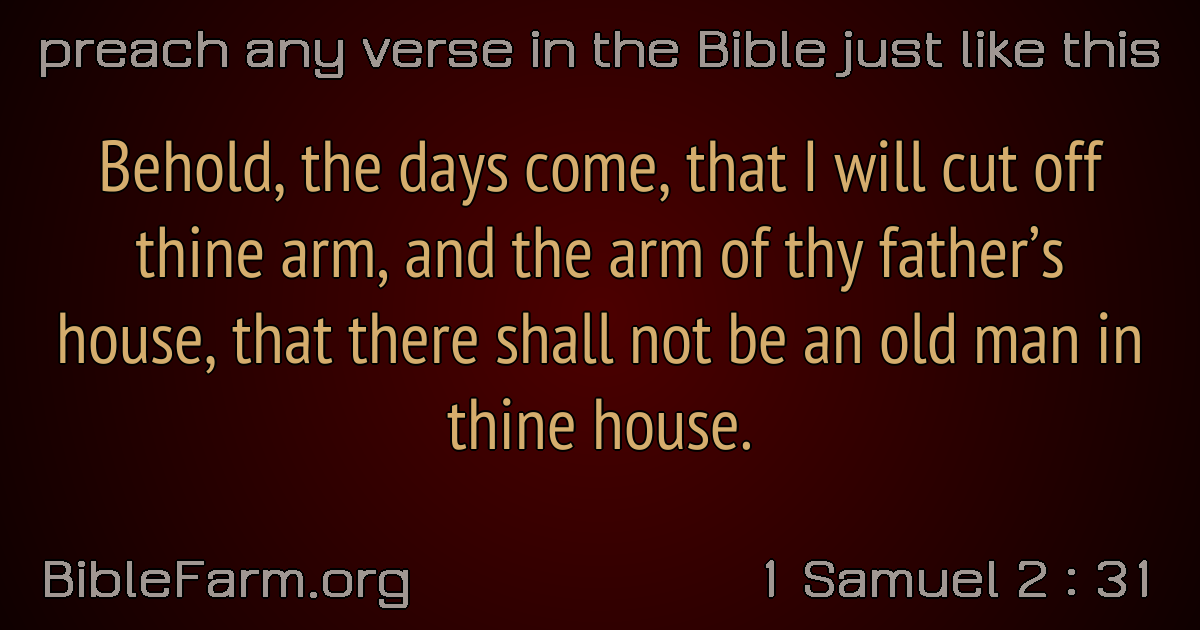 preach any verse in the Bible just like this
Behold, the days come, that I will cut off
thine arm, and the arm of thy father’s
house, that there shall not be an old man in
thine house.
BibleFarm.org
1 Samuel 2 : 31